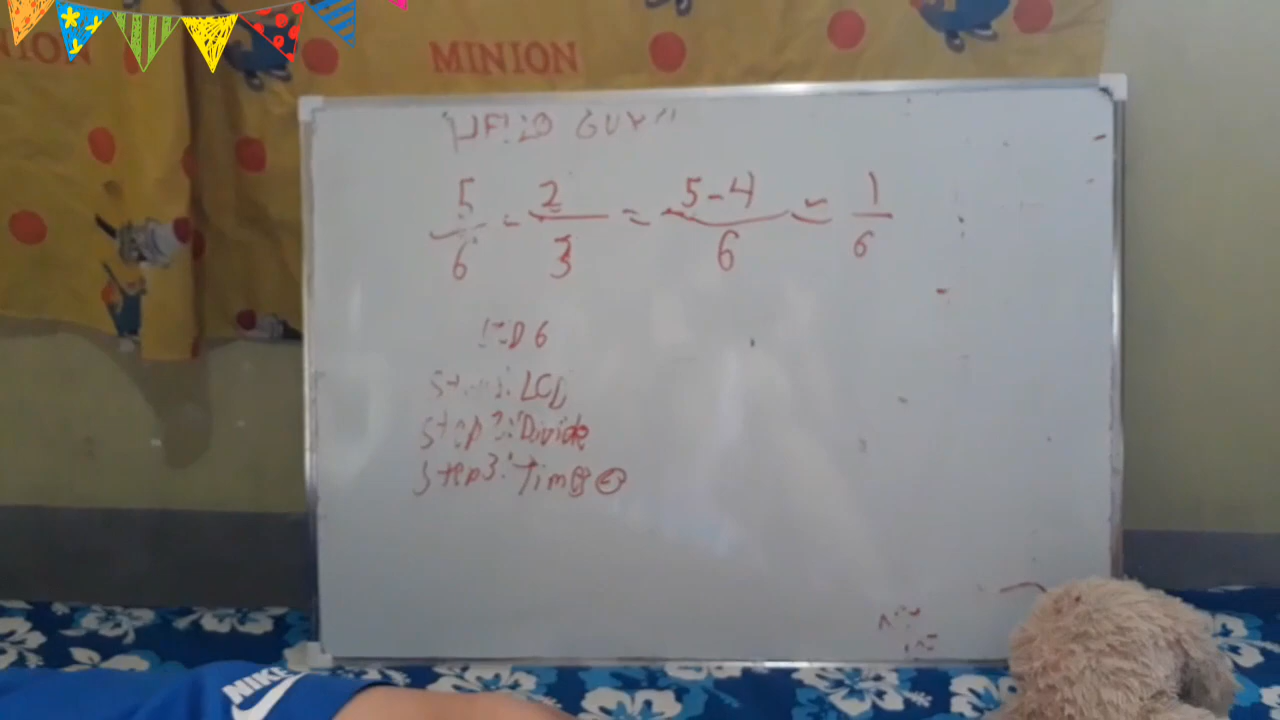 MINION
MINION
"HELLO GUY"
5/6 - 2/3 = 5-4/6 = 1/6
LCD 6
Step 1: LCD
Step 2: Divide
Step 3: Times
NIKE